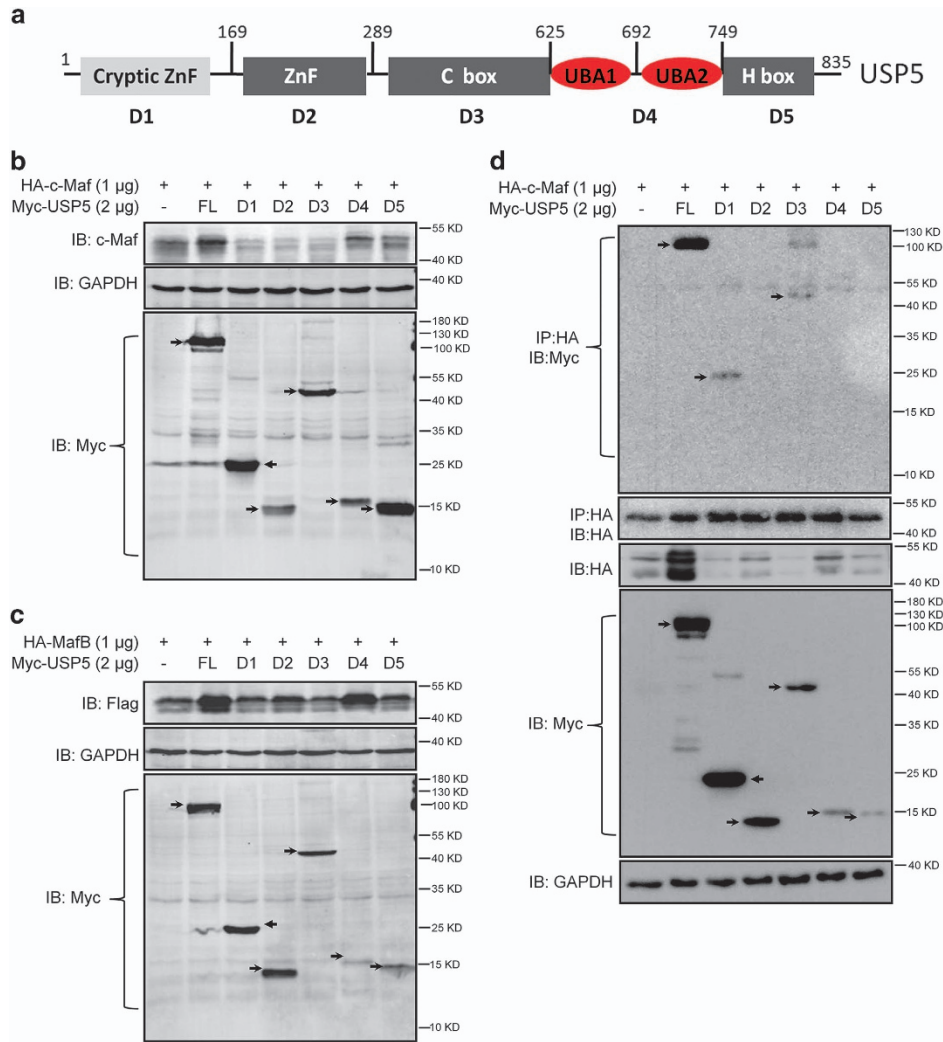 a
1 169 289 625 692 749 835
Cryptic ZnF ZnF C box UBA1 UBA2 H box USP5
D1 D2 D3 D4 D5
b
HA-c-Maf (1 µg) + + + + + + +
Myc-USP5 (2 µg) - FL D1 D2 D3 D4 D5
IB: c-Maf
55 KD
40 KD
IB: GAPDH
40 KD
IB: Myc
180 KD
130 KD
100 KD
55 KD
40 KD
35 KD
25 KD
15 KD
10 KD
c
HA-MafB (1 µg) + + + + + + +
Myc-USP5 (2 µg) - FL D1 D2 D3 D4 D5
IB: Flag
55 KD
40 KD
IB: GAPDH
40 KD
IB: Myc
180 KD
130 KD
100 KD
55 KD
40 KD
35 KD
25 KD
15 KD
10 KD
d
HA-c-Maf (1 µg) + + + + + + +
Myc-USP5 (2 µg) - FL D1 D2 D3 D4 D5
IP:HA
IB:Myc
130 KD
100 KD
55 KD
40 KD
35 KD
25 KD
15 KD
10 KD
IP:HA
IB:HA
55 KD
40 KD
IB:HA
55 KD
40 KD
IB: Myc
180 KD
130 KD
100 KD
55 KD
40 KD
35 KD
25 KD
15 KD
IB: GAPDH
40 KD